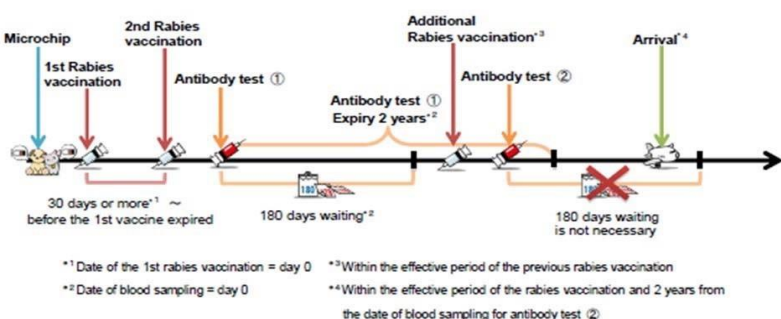 Microchip
1st Rabies
vaccination
2nd Rabies
vaccination
Antibody test ①
Additional
Rabies vaccination*3
Antibody test ②
Arrival*4
Antibody test ①
Expiry 2 years*2
30 days or more*1 ～
before the 1st vaccine expired
180
180 days waiting*2
180
180 days waiting
is not necessary
*1 Date of the 1st rabies vaccination = day 0
*2 Date of blood sampling = day 0
*3 Within the effective period of the previous rabies vaccination
*4 Within the effective period of the rabies vaccination and 2 years from
the date of blood sampling for antibody test ②